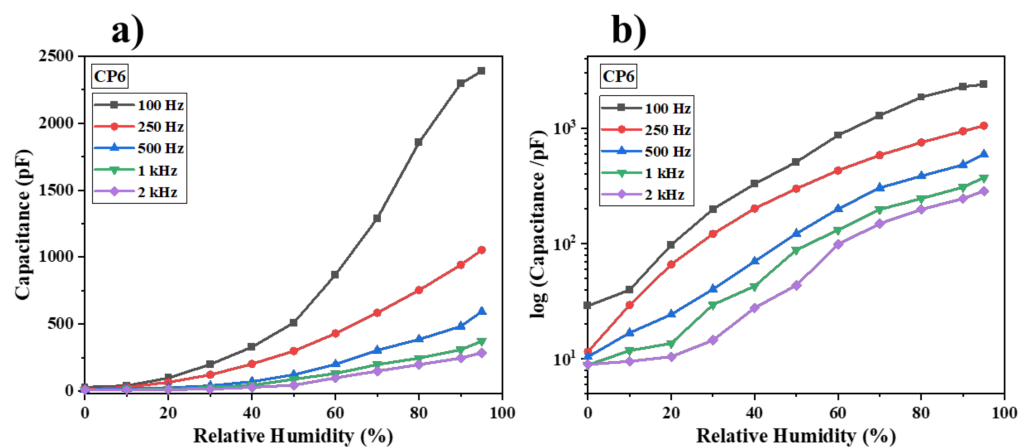 a)
CP6
100 Hz
250 Hz
500 Hz
1 kHz
2 kHz
2500
2000
1500
1000
500
0
Capacitance (pF)
0 20 40 60 80 100
Relative Humidity (%)
b)
CP6
100 Hz
250 Hz
500 Hz
1 kHz
2 kHz
10³
10²
10¹
log (Capacitance /pF)
0 20 40 60 80 100
Relative Humidity (%)